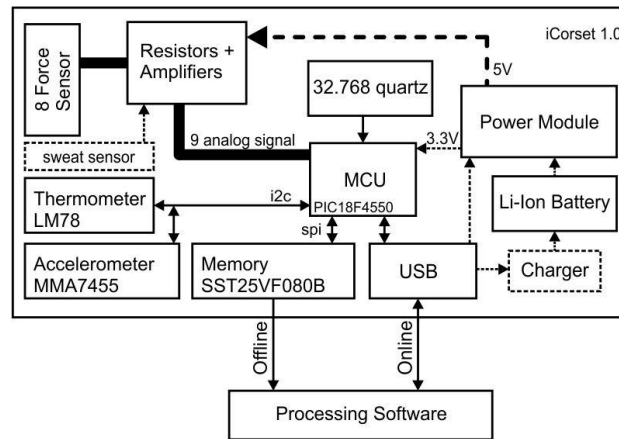 iCorset 1.0
8 Force
Sensor
Resistors +
Amplifiers
5V
32.768 quartz
Power Module
9 analog signal
3.3V
sweat sensor
MCU
PIC18F4550
Thermometer
LM78
i2c
Li-Ion Battery
spi
Accelerometer
MMA7455
Memory
SST25VF080B
USB
Charger
Offline
Online
Processing Software